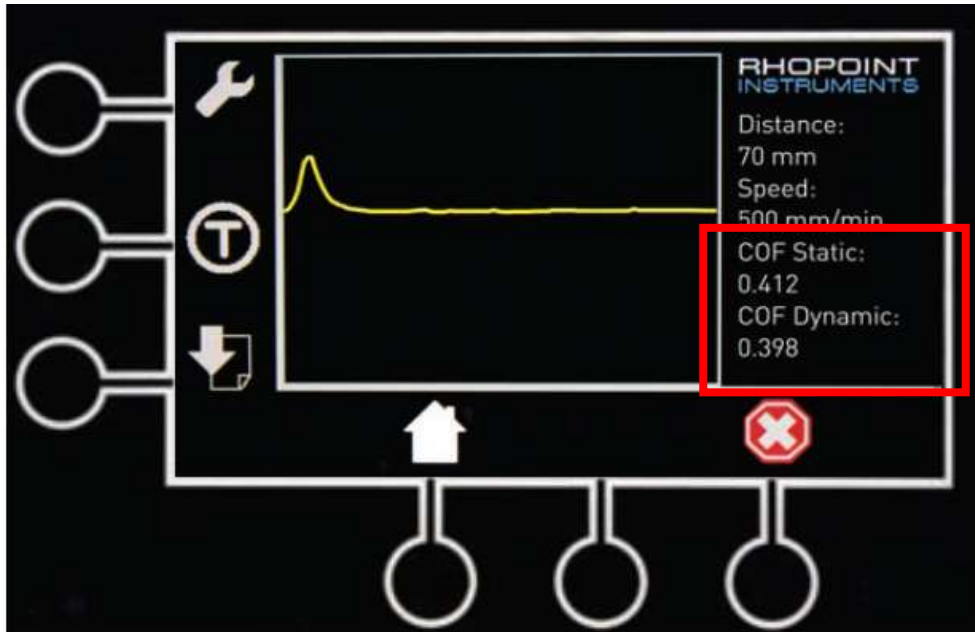 RHOPOINT
INSTRUMENTS
Distance:
70 mm
Speed:
500 mm/min
COF Static:
0.412
COF Dynamic:
0.398
T